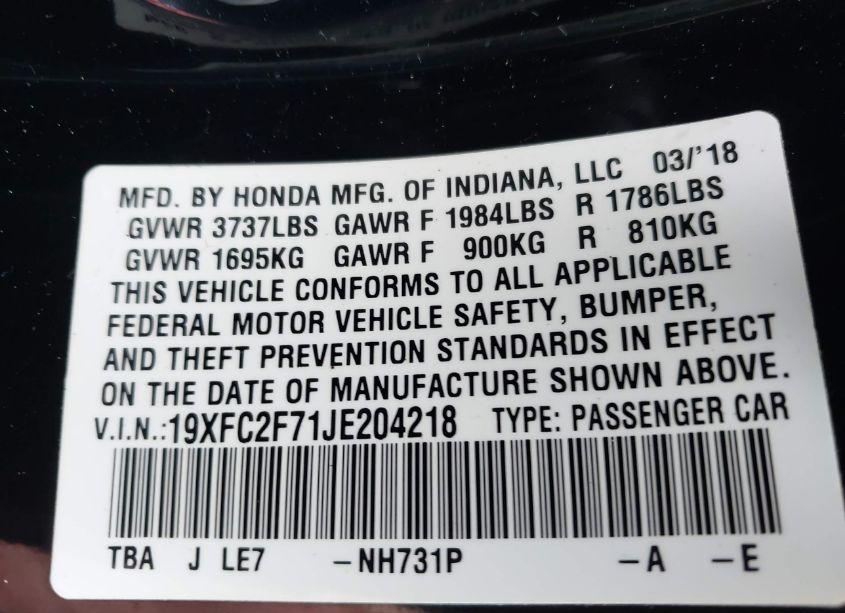 MFD. BY HONDA MFG. OF INDIANA, LLC 03/'18
GVWR 3737LBS GAWR F 1984LBS R 1786LBS
GVWR 1695KG GAWR F 900KG R 810KG
THIS VEHICLE CONFORMS TO ALL APPLICABLE
FEDERAL MOTOR VEHICLE SAFETY, BUMPER,
AND THEFT PREVENTION STANDARDS IN EFFECT
ON THE DATE OF MANUFACTURE SHOWN ABOVE.
V.I.N.:19XFC2F71JE204218 TYPE: PASSENGER CAR
TBA J LE7 -NH731P -A -E